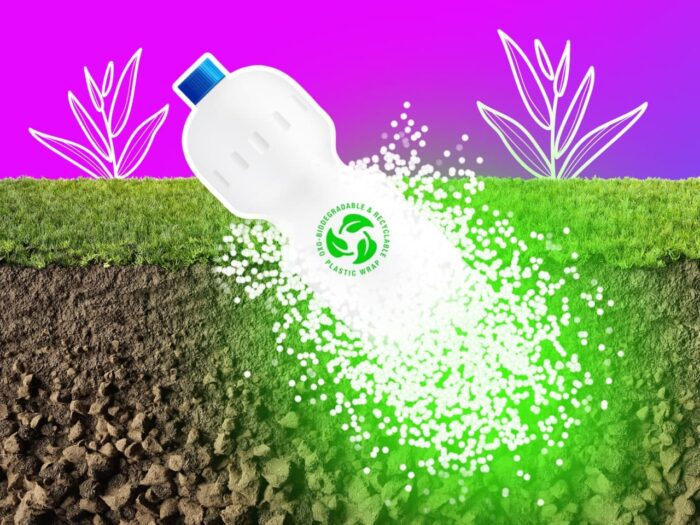 OXO-BIODEGRADABLE & RECYCLABLE
PLASTIC WRAP